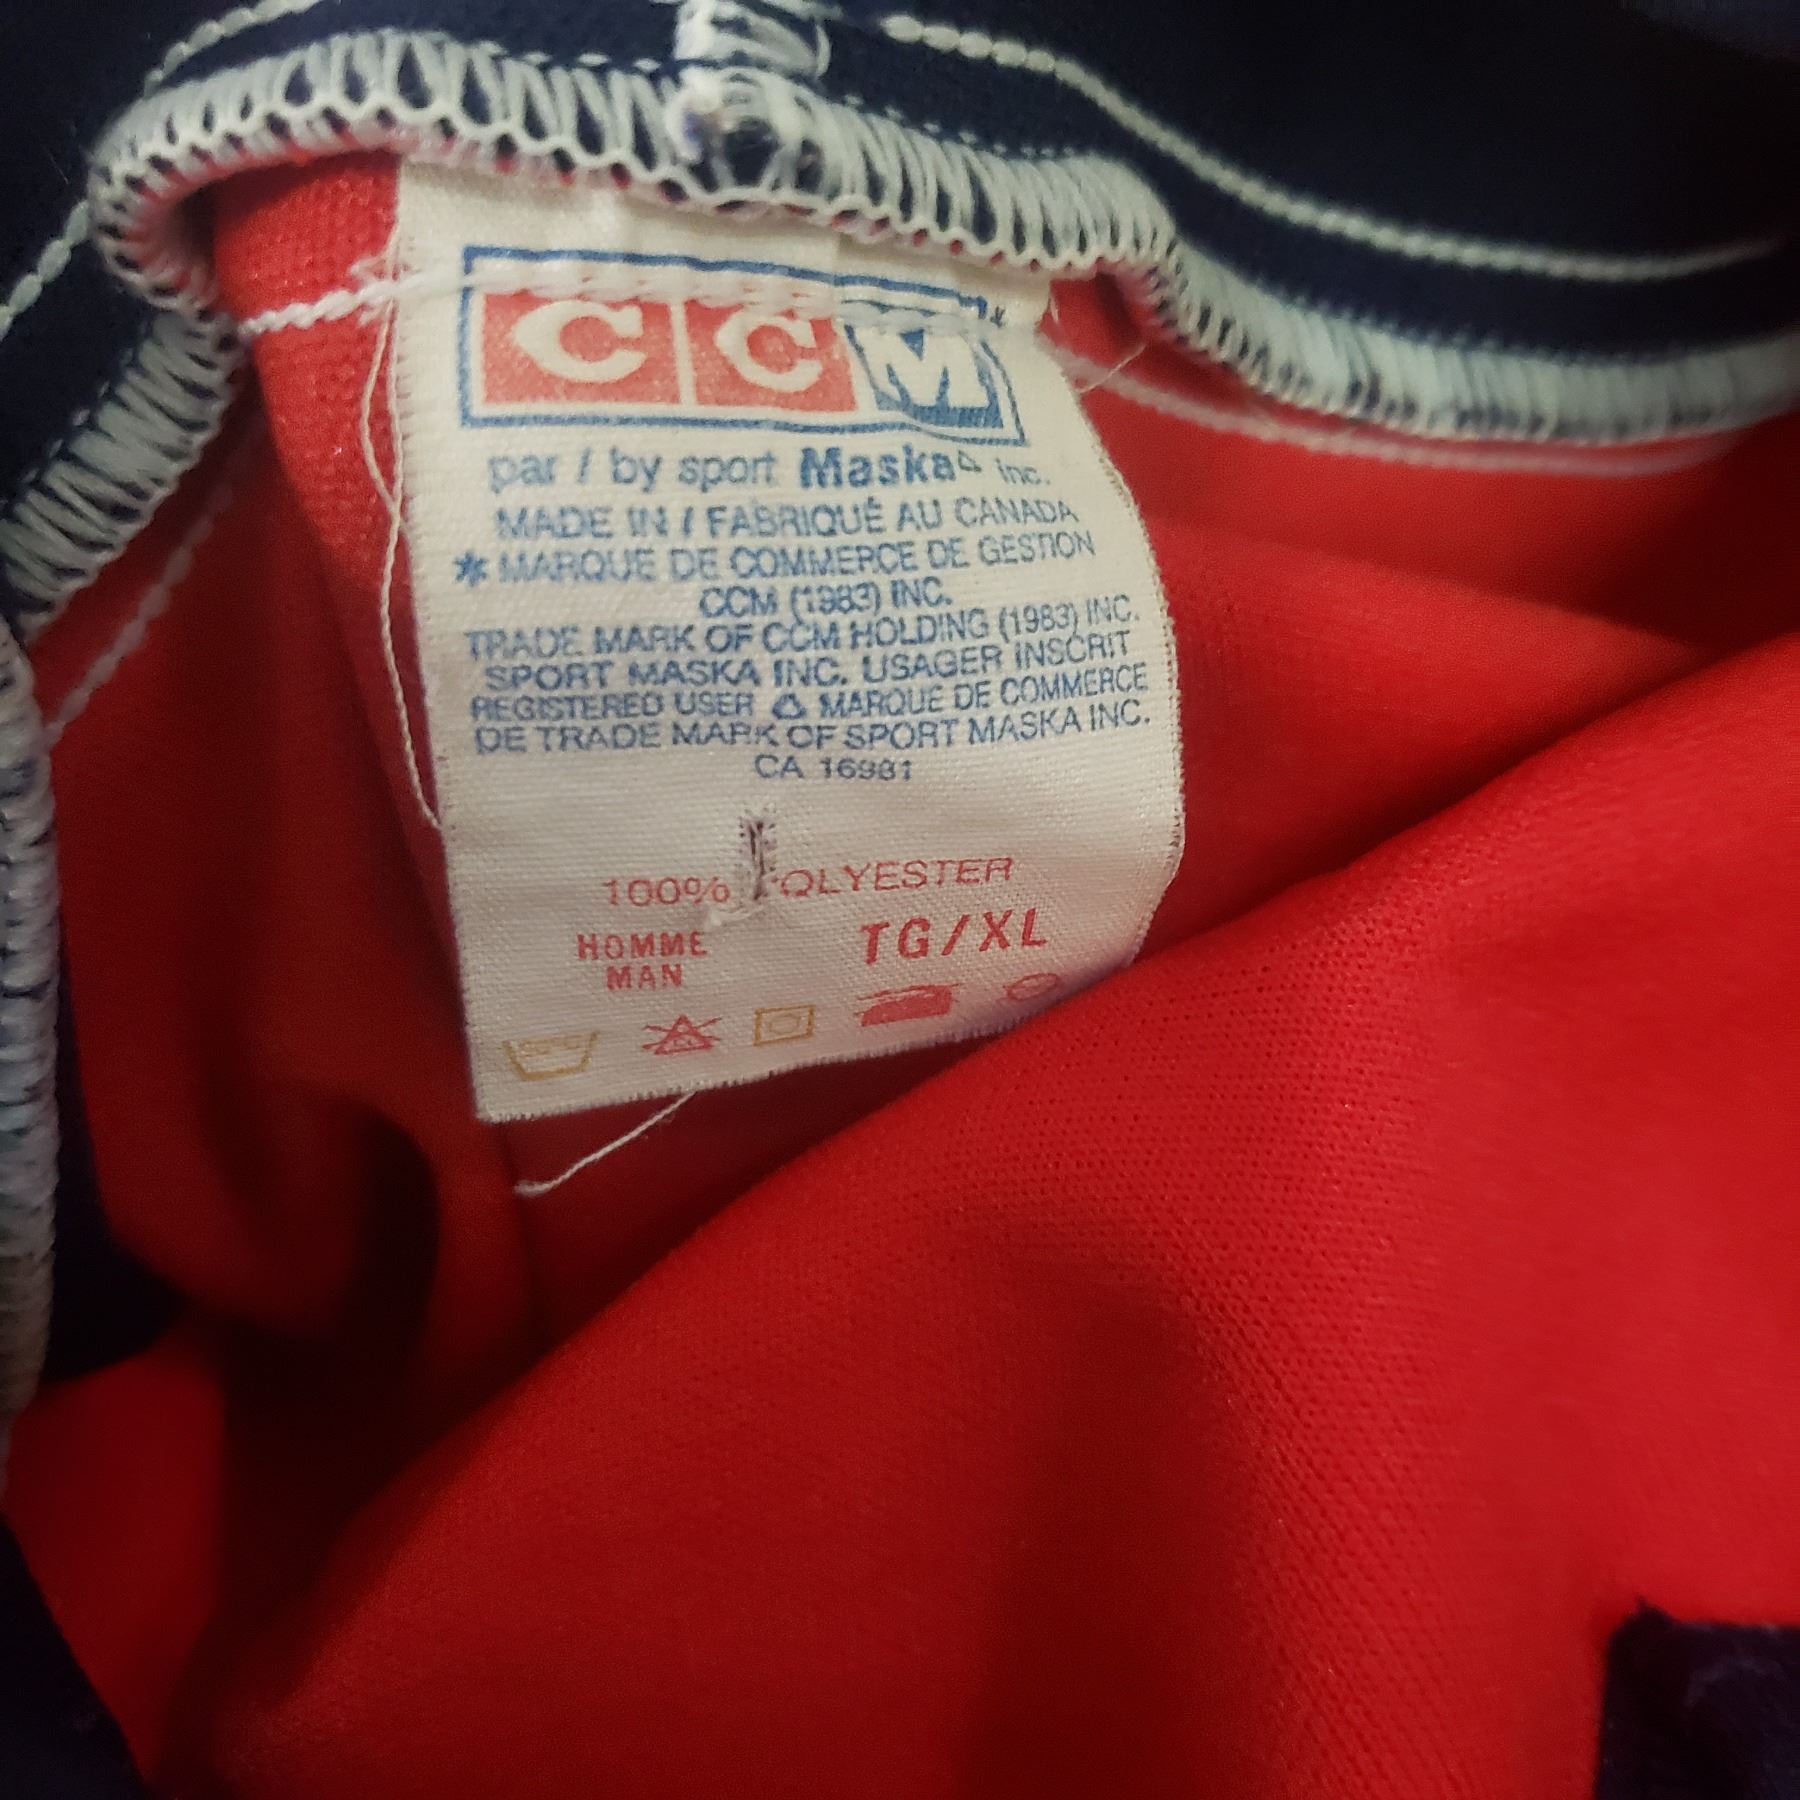 CCM*
par / by sport Maska△ inc.
MADE IN / FABRIQUÉ AU CANADA
* MARQUE DE COMMERCE DE GESTION
CCM (1983) INC.
TRADE MARK OF CCM HOLDING (1983) INC.
SPORT MASKA INC. USAGER INSCRIT
REGISTERED USER △ MARQUE DE COMMERCE
DE TRADE MARK OF SPORT MASKA INC.
CA 16981
100% POLYESTER
HOMME TG/XL
MAN